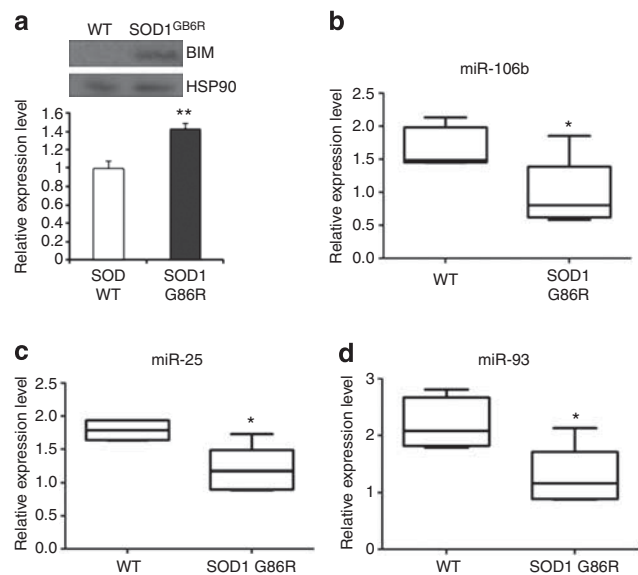 a
WT SOD1GB6R
BIM
HSP90
Relative expression level
1.6
**
1.4
1.2
1
0.8
0.6
0.4
0.2
0
SOD WT
SOD1 G86R
b
miR-106b
Relative expression level
2.5
2.0
*
1.5
1.0
0.5
0.0
WT
SOD1 G86R
c
miR-25
Relative expression level
2.5
2.0
*
1.5
1.0
0.5
0.0
WT
SOD1 G86R
d
miR-93
Relative expression level
3
*
2
1
0
WT
SOD1 G86R